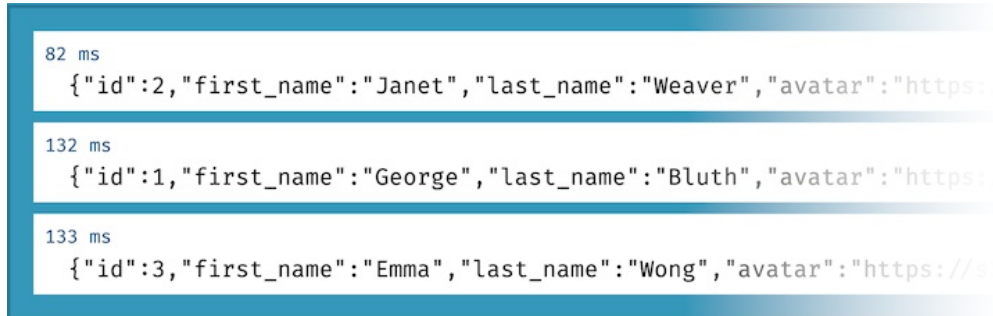 82 ms
{"id":2,"first_name":"Janet","last_name":"Weaver","avatar":"https:
132 ms
{"id":1,"first_name":"George","last_name":"Bluth","avatar":"https:
133 ms
{"id":3,"first_name":"Emma","last_name":"Wong","avatar":"https://s